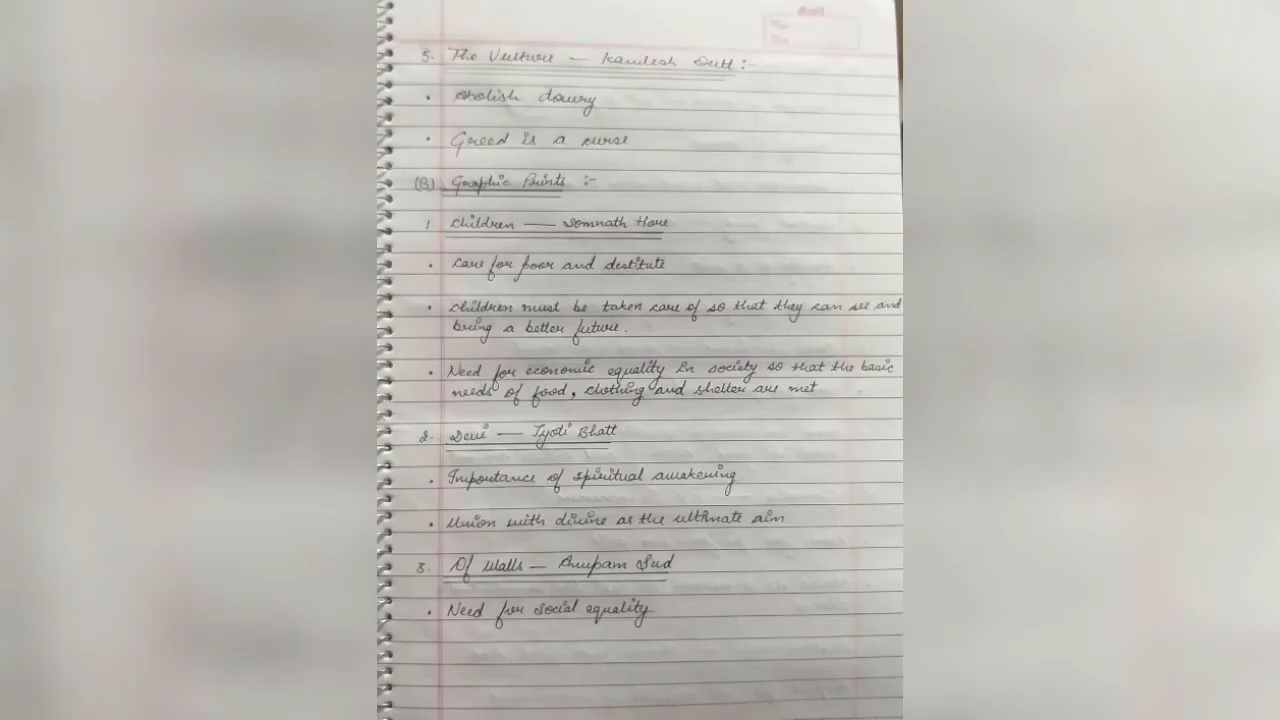 5. The Vulture — Kamlesh Dutt :-
• Abolish dowry
• Greed is a curse
(B) Graphic Prints :-
1 Children — Somnath Hore
• Care for poor and destitute
• Children must be taken care of so that they can see and
bring a better future.
• Need for economic equality in society so that the basic
needs of food, clothing and shelter are met
2. Devi — Jyoti Bhatt
• Importance of spiritual awakening
• Union with divine as the ultimate aim
3. Of Walls — Anupam Sud
• Need for social equality